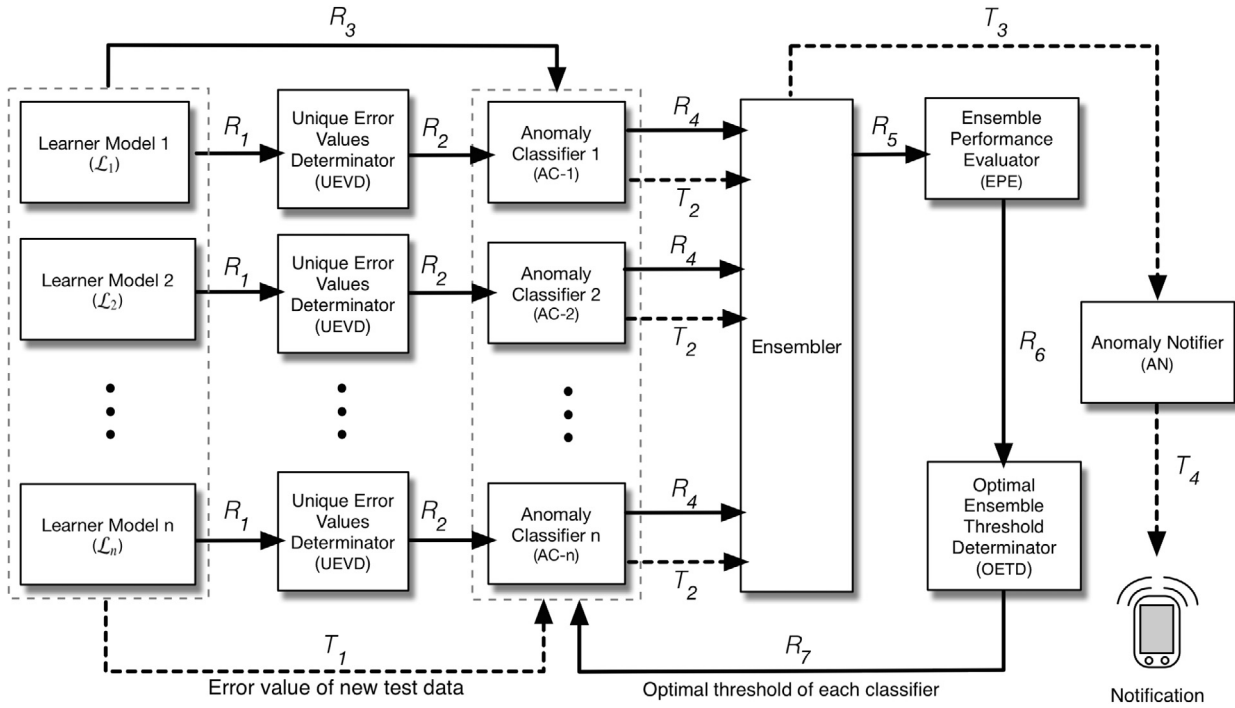 R3
T3
Learner Model 1
(ℒ1)
R1
Unique Error
Values
Determinator
(UEVD)
R2
Anomaly
Classifier 1
(AC-1)
R4
T2
R5
Ensemble
Performance
Evaluator
(EPE)
Learner Model 2
(ℒ2)
R1
Unique Error
Values
Determinator
(UEVD)
R2
Anomaly
Classifier 2
(AC-2)
R4
T2
Ensembler
R6
Anomaly Notifier
(AN)
Learner Model n
(ℒn)
R1
Unique Error
Values
Determinator
(UEVD)
R2
Anomaly
Classifier n
(AC-n)
R4
T2
Optimal
Ensemble
Threshold
Determinator
(OETD)
T4
T1
Error value of new test data
R7
Optimal threshold of each classifier
Notification